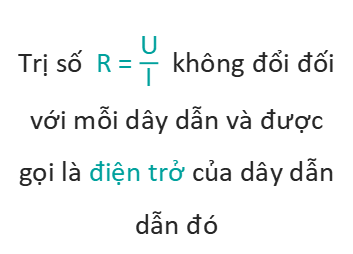 Trị số R = U/I không đổi đối
với mỗi dây dẫn và được
gọi là điện trở của dây dẫn
dẫn đó